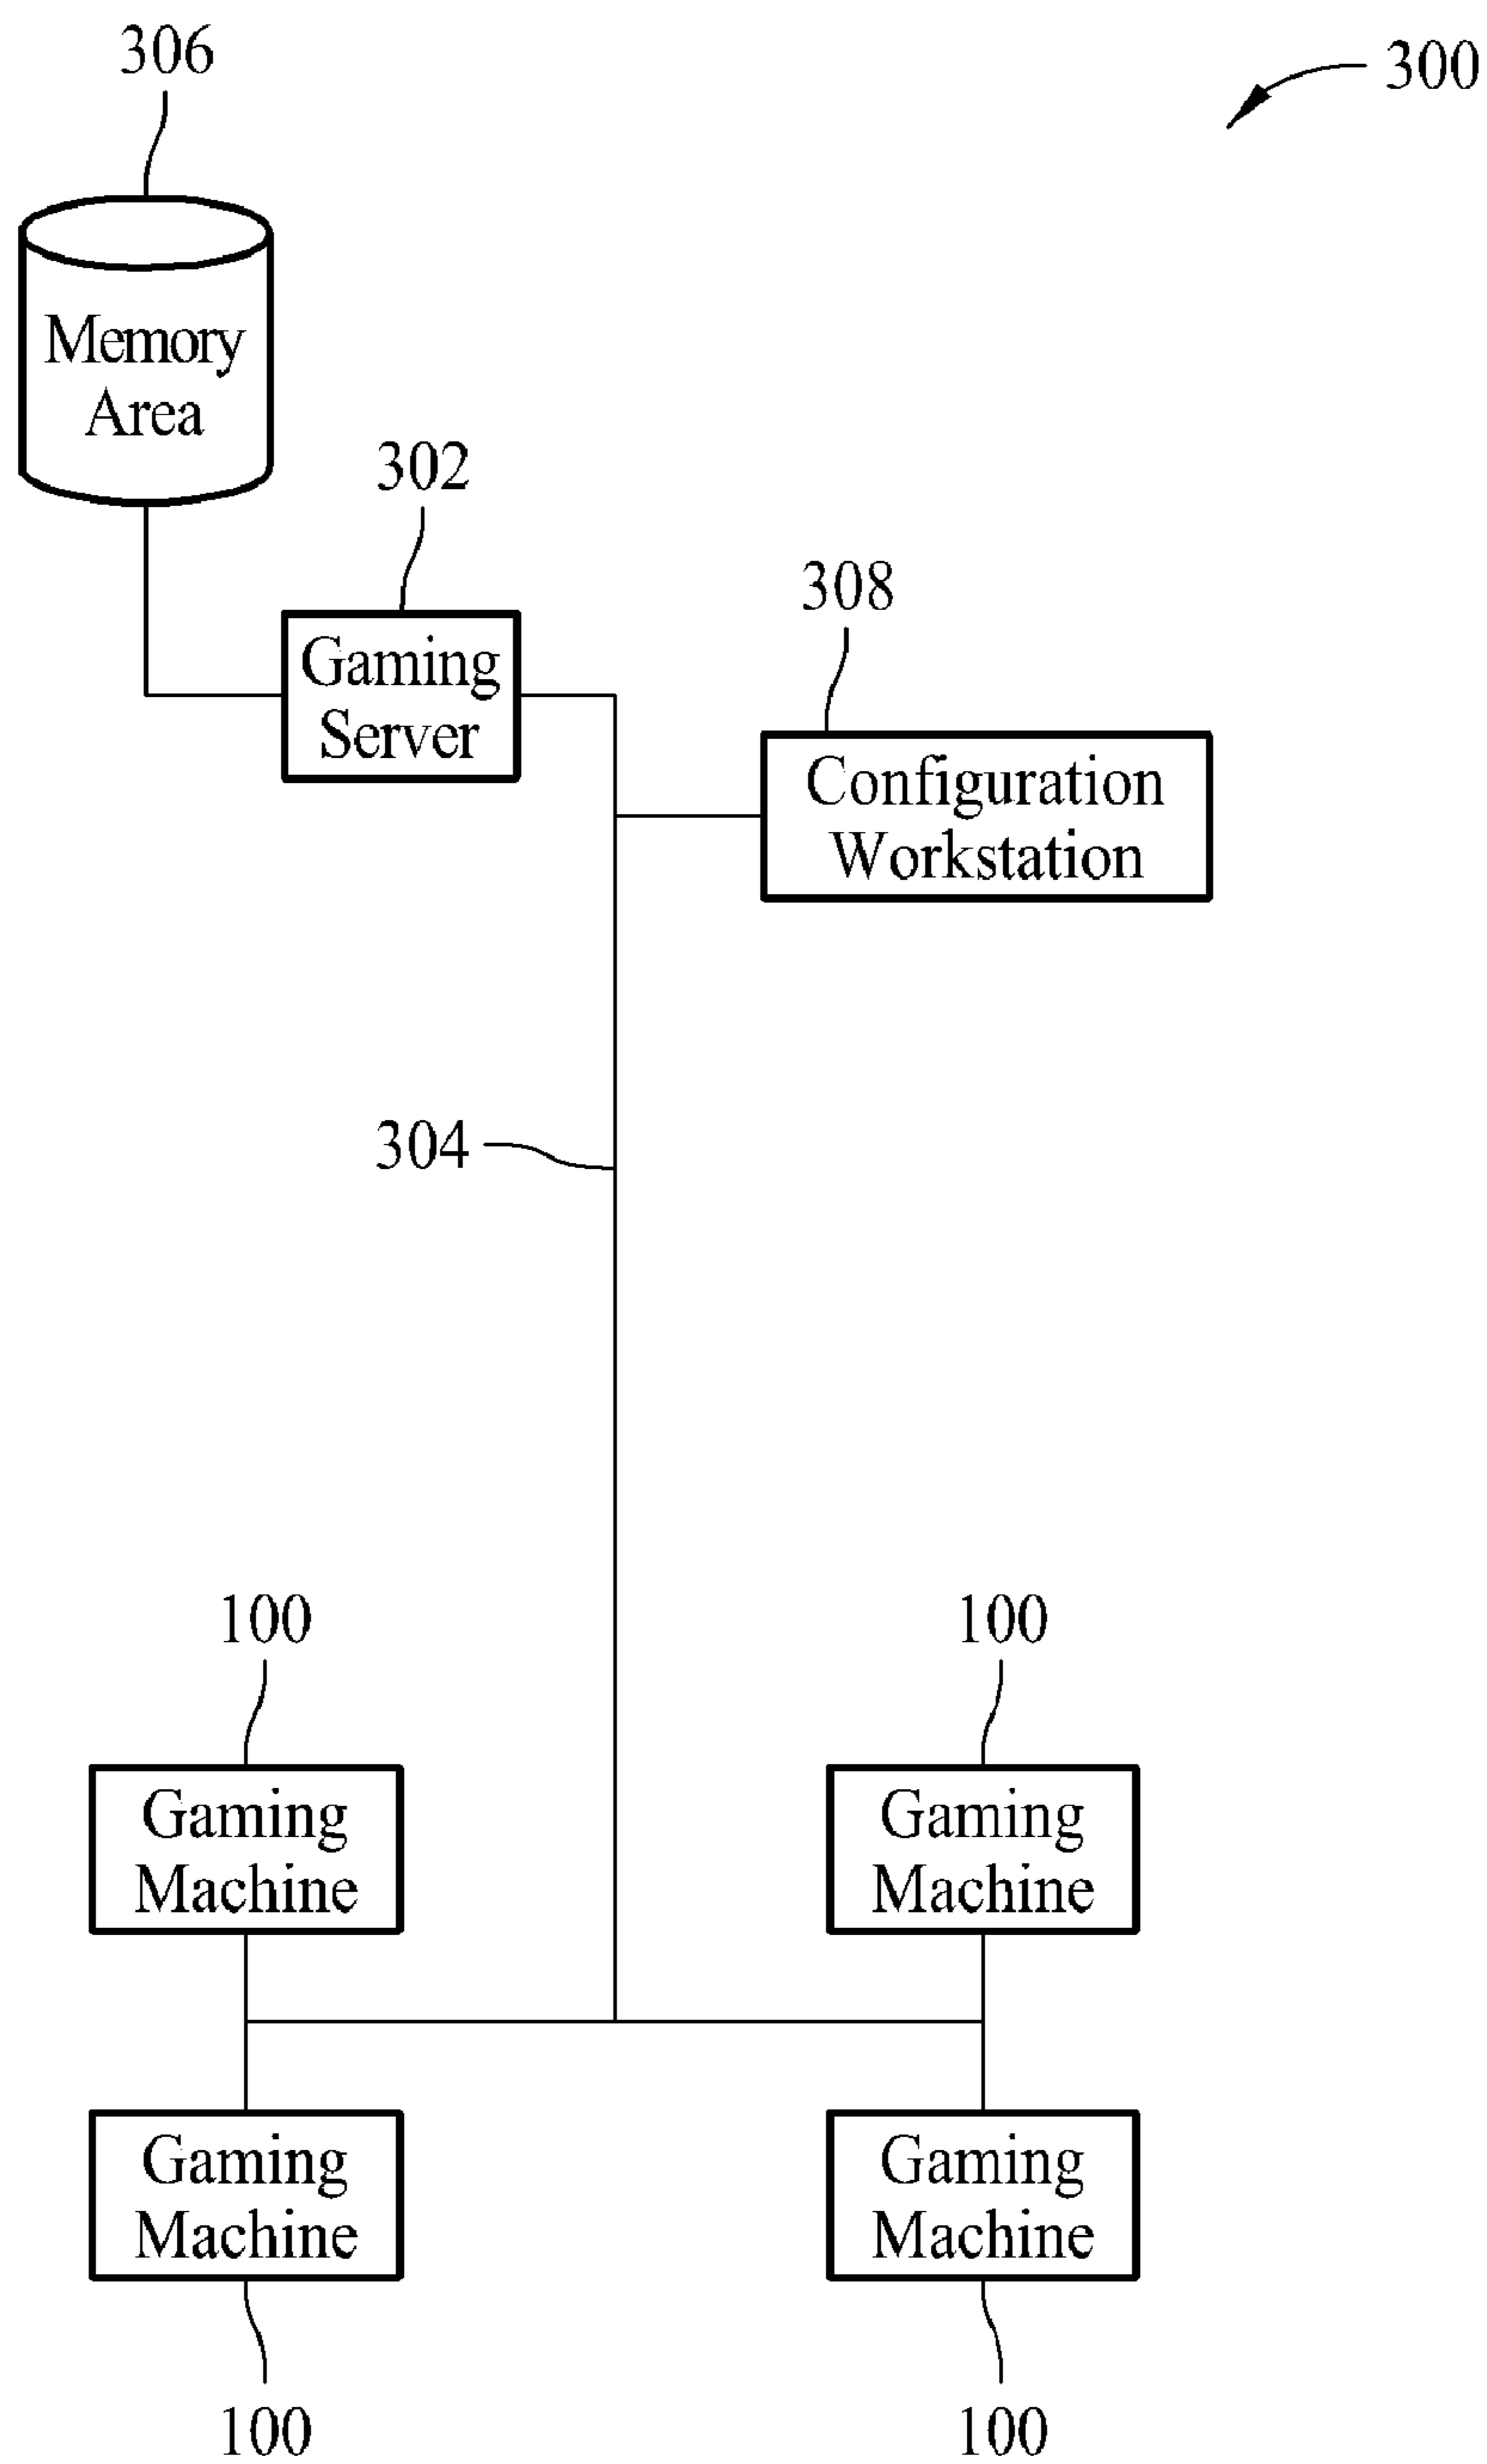 306
300
Memory
Area
302
Gaming
Server
308
Configuration
Workstation
304
100
100
Gaming
Machine
Gaming
Machine
Gaming
Machine
Gaming
Machine
100
100